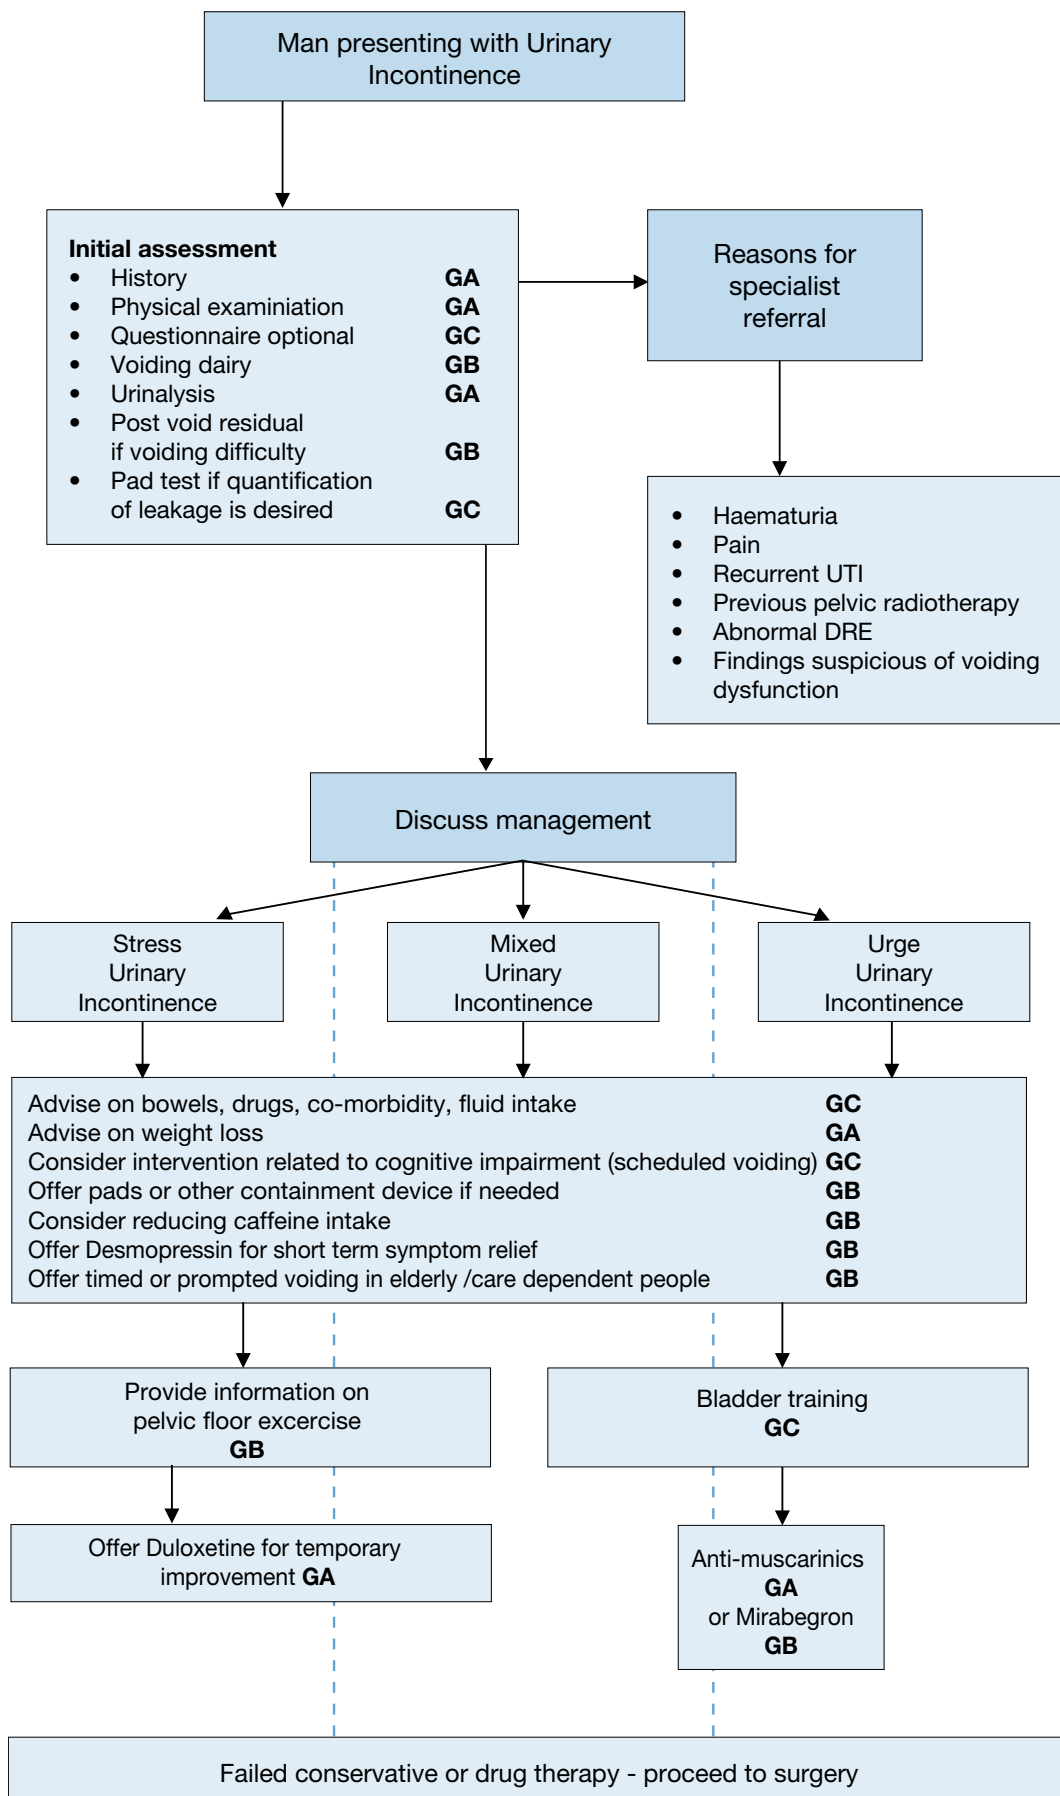 Man presenting with Urinary
Incontinence
Initial assessment
• History GA
• Physical examiniation GA
• Questionnaire optional GC
• Voiding dairy GB
• Urinalysis GA
• Post void residual
if voiding difficulty GB
• Pad test if quantification
of leakage is desired GC
Reasons for
specialist
referral
• Haematuria
• Pain
• Recurrent UTI
• Previous pelvic radiotherapy
• Abnormal DRE
• Findings suspicious of voiding
dysfunction
Discuss management
Stress
Urinary
Incontinence
Mixed
Urinary
Incontinence
Urge
Urinary
Incontinence
Advise on bowels, drugs, co-morbidity, fluid intake GC
Advise on weight loss GA
Consider intervention related to cognitive impairment (scheduled voiding) GC
Offer pads or other containment device if needed GB
Consider reducing caffeine intake GB
Offer Desmopressin for short term symptom relief GB
Offer timed or prompted voiding in elderly /care dependent people GB
Provide information on
pelvic floor excercise
GB
Bladder training
GC
Offer Duloxetine for temporary
improvement GA
Anti-muscarinics
GA
or Mirabegron
GB
Failed conservative or drug therapy - proceed to surgery